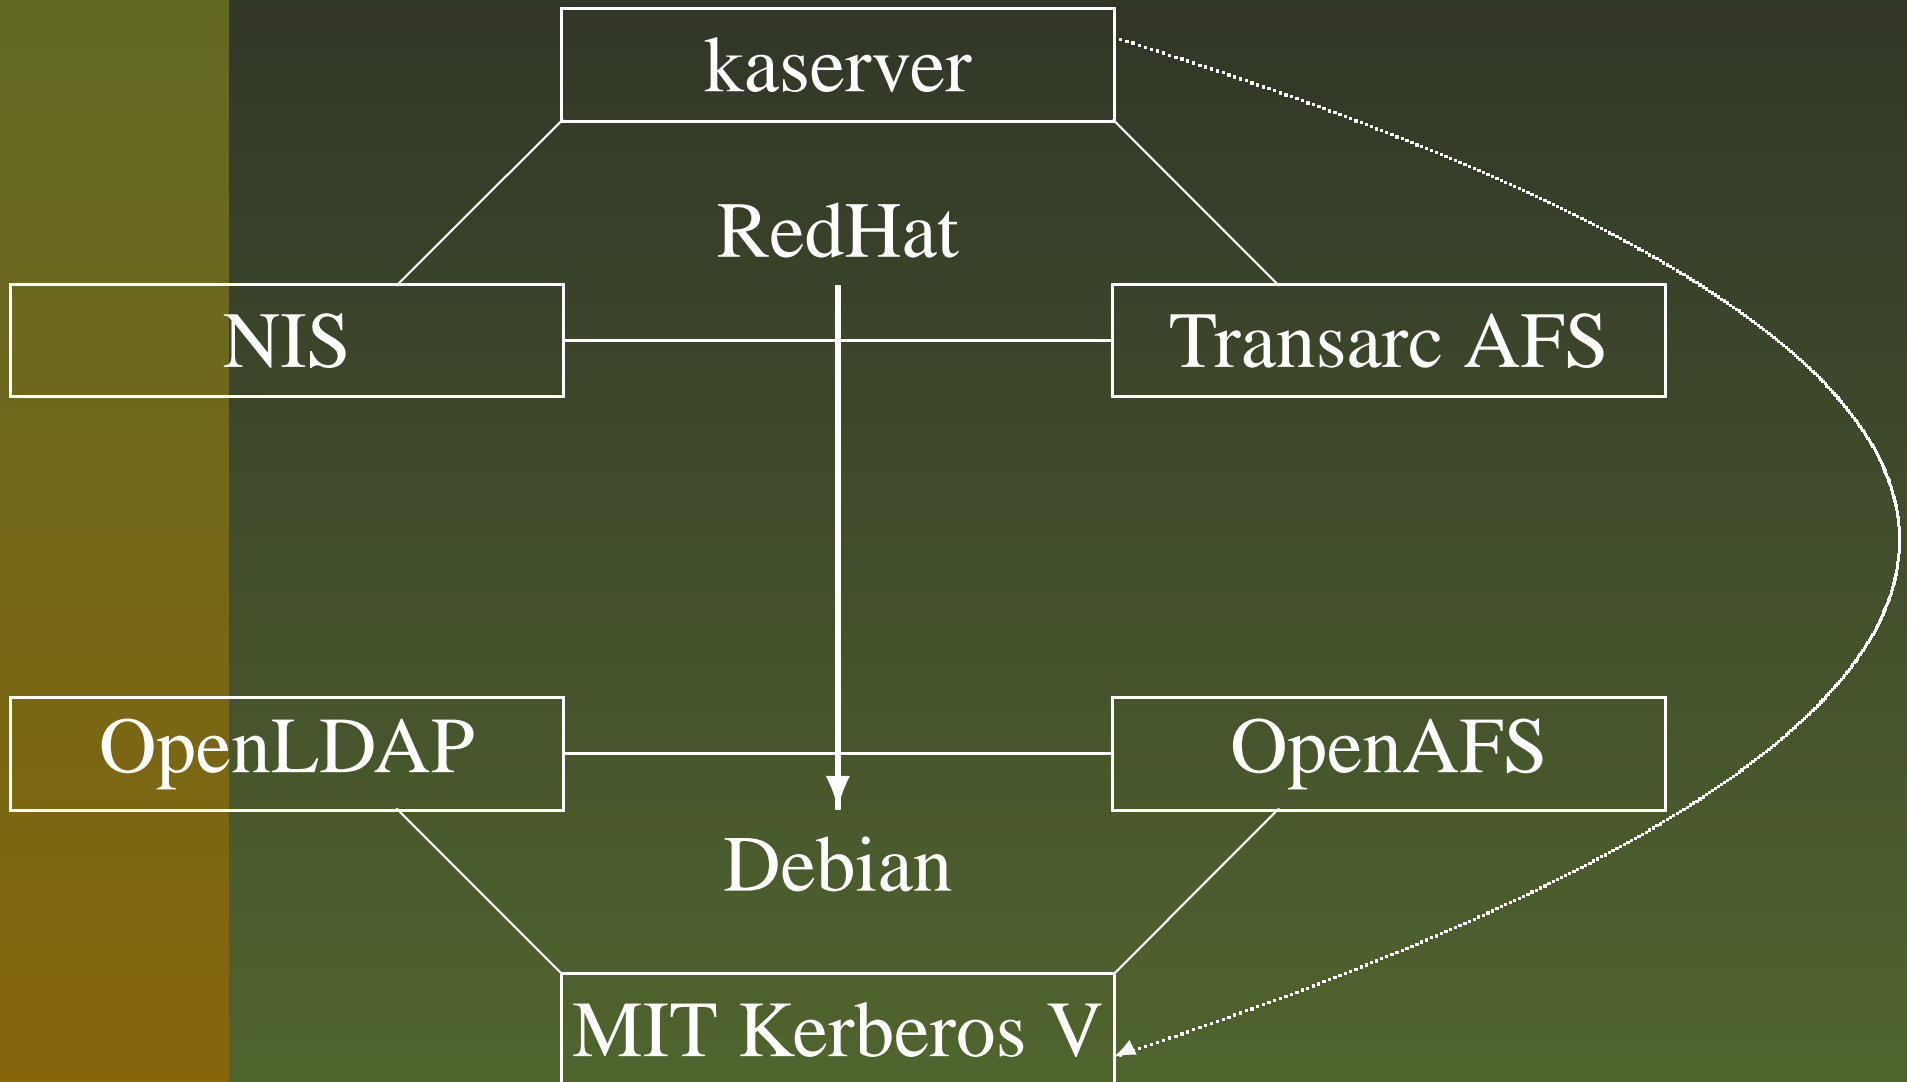 kaserver
RedHat
NIS
Transarc AFS
OpenLDAP
OpenAFS
Debian
MIT Kerberos V